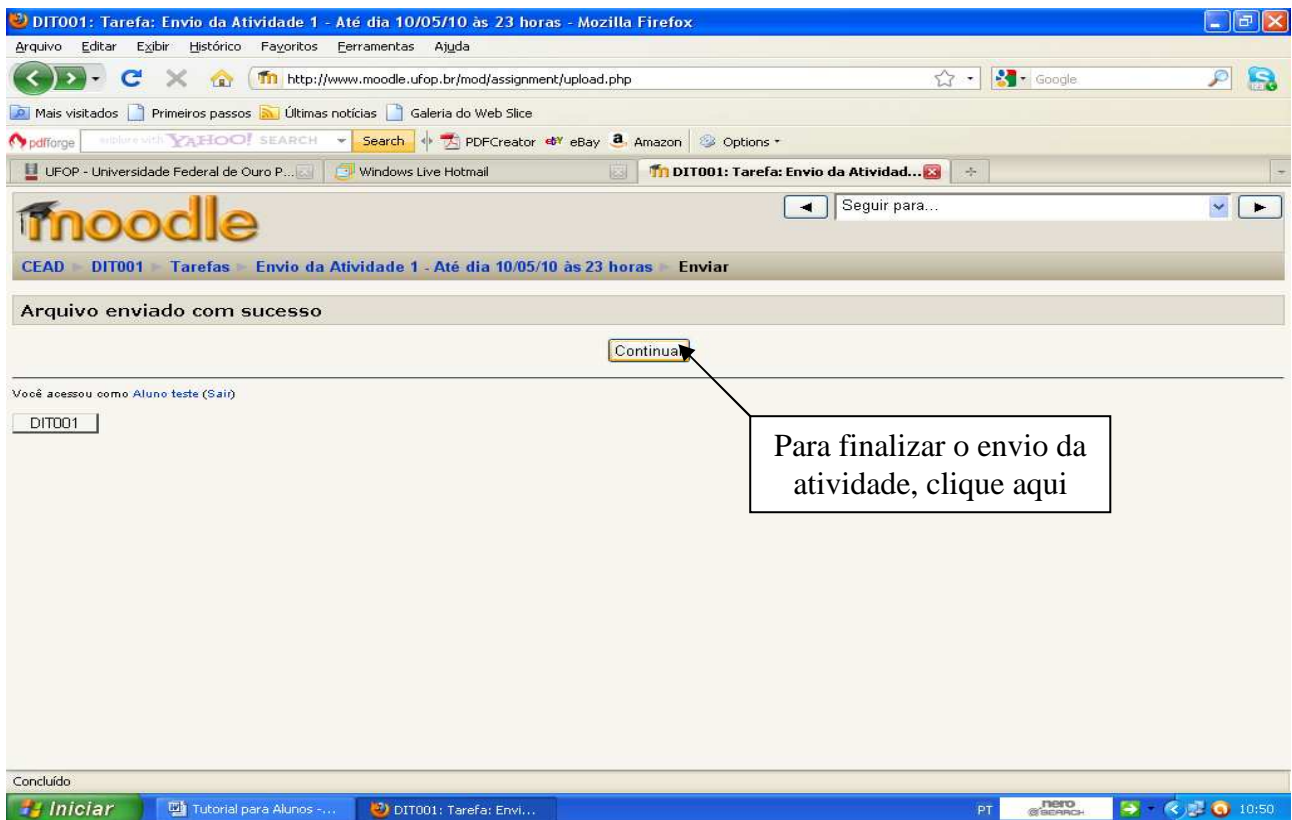 DIT001: Tarefa: Envio da Atividade 1 - Até dia 10/05/10 às 23 horas - Mozilla Firefox
Arquivo Editar Exibir Histórico Favoritos Ferramentas Ajuda
http://www.moodle.ufop.br/mod/assignment/upload.php Google
Mais visitados Primeiros passos Últimas notícias Galeria do Web Slice
pdfforge explore with YAHOO! SEARCH Search PDFCreator eBay Amazon Options
UFOP - Universidade Federal de Ouro P... Windows Live Hotmail DIT001: Tarefa: Envio da Atividad...
moodle Seguir para...
CEAD DIT001 Tarefas Envio da Atividade 1 - Até dia 10/05/10 às 23 horas Enviar
Arquivo enviado com sucesso
Continuar
Você acessou como Aluno teste (Sair)
DIT001
Para finalizar o envio da
atividade, clique aqui
Concluído
Iniciar Tutorial para Alunos -... DIT001: Tarefa: Envi... PT nero SEARCH 10:50